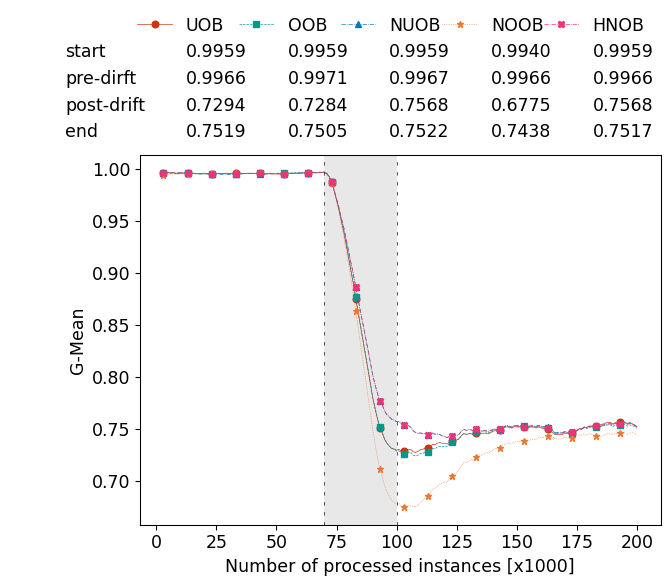 UOB OOB NUOB NOOB HNOB
start 0.9959 0.9959 0.9959 0.9940 0.9959
pre-dirft 0.9966 0.9971 0.9967 0.9966 0.9966
post-drift 0.7294 0.7284 0.7568 0.6775 0.7568
end 0.7519 0.7505 0.7522 0.7438 0.7517
1.00
0.95
0.90
0.85
0.80
0.75
0.70
G-Mean
0 25 50 75 100 125 150 175 200
Number of processed instances [x1000]